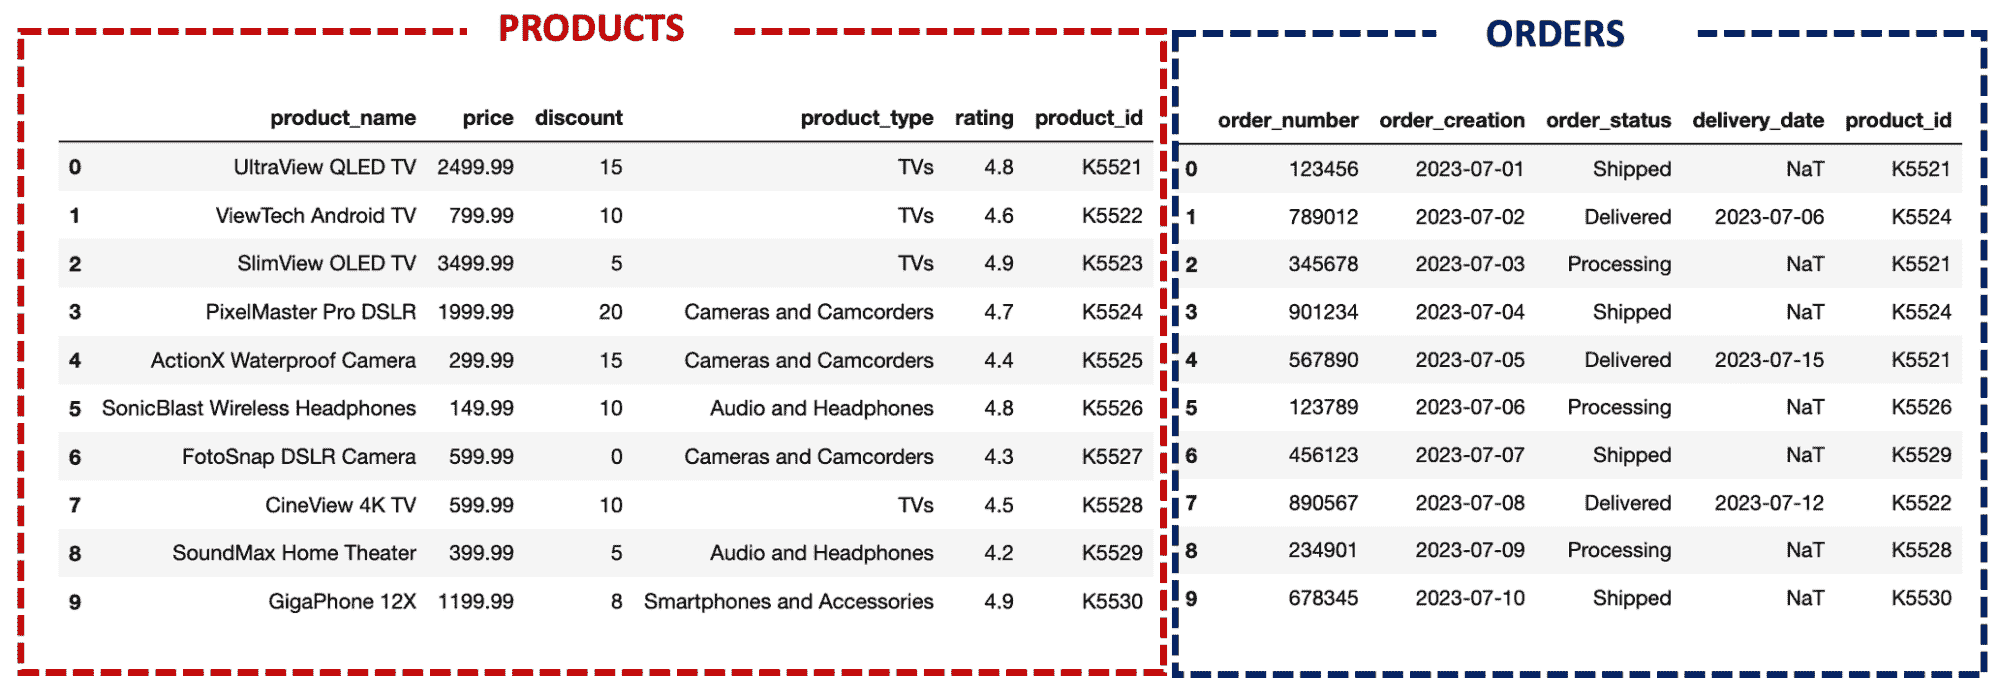 PRODUCTS
product_name price discount product_type rating product_id
0 UltraView QLED TV 2499.99 15 TVs 4.8 K5521
1 ViewTech Android TV 799.99 10 TVs 4.6 K5522
2 SlimView OLED TV 3499.99 5 TVs 4.9 K5523
3 PixelMaster Pro DSLR 1999.99 20 Cameras and Camcorders 4.7 K5524
4 ActionX Waterproof Camera 299.99 15 Cameras and Camcorders 4.4 K5525
5 SonicBlast Wireless Headphones 149.99 10 Audio and Headphones 4.8 K5526
6 FotoSnap DSLR Camera 599.99 0 Cameras and Camcorders 4.3 K5527
7 CineView 4K TV 599.99 10 TVs 4.5 K5528
8 SoundMax Home Theater 399.99 5 Audio and Headphones 4.2 K5529
9 GigaPhone 12X 1199.99 8 Smartphones and Accessories 4.9 K5530
ORDERS
order_number order_creation order_status delivery_date product_id
0 123456 2023-07-01 Shipped NaT K5521
1 789012 2023-07-02 Delivered 2023-07-06 K5524
2 345678 2023-07-03 Processing NaT K5521
3 901234 2023-07-04 Shipped NaT K5524
4 567890 2023-07-05 Delivered 2023-07-15 K5521
5 123789 2023-07-06 Processing NaT K5526
6 456123 2023-07-07 Shipped NaT K5529
7 890567 2023-07-08 Delivered 2023-07-12 K5522
8 234901 2023-07-09 Processing NaT K5528
9 678345 2023-07-10 Shipped NaT K5530